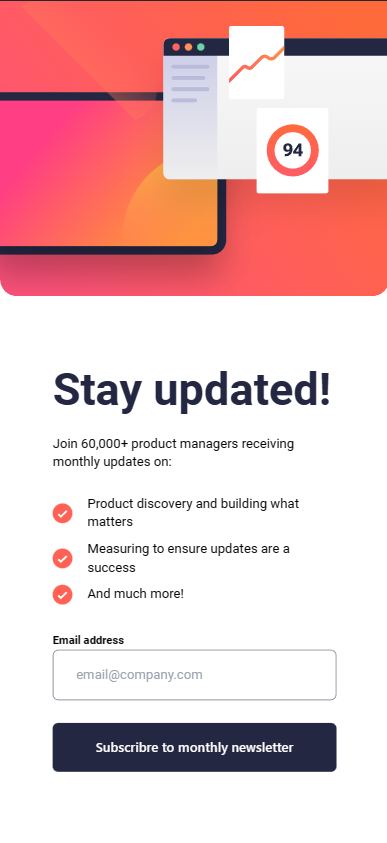 94
Stay updated!
Join 60,000+ product managers receiving
monthly updates on:
Product discovery and building what
matters
Measuring to ensure updates are a
success
And much more!
Email address
email@company.com
Subscribre to monthly newsletter